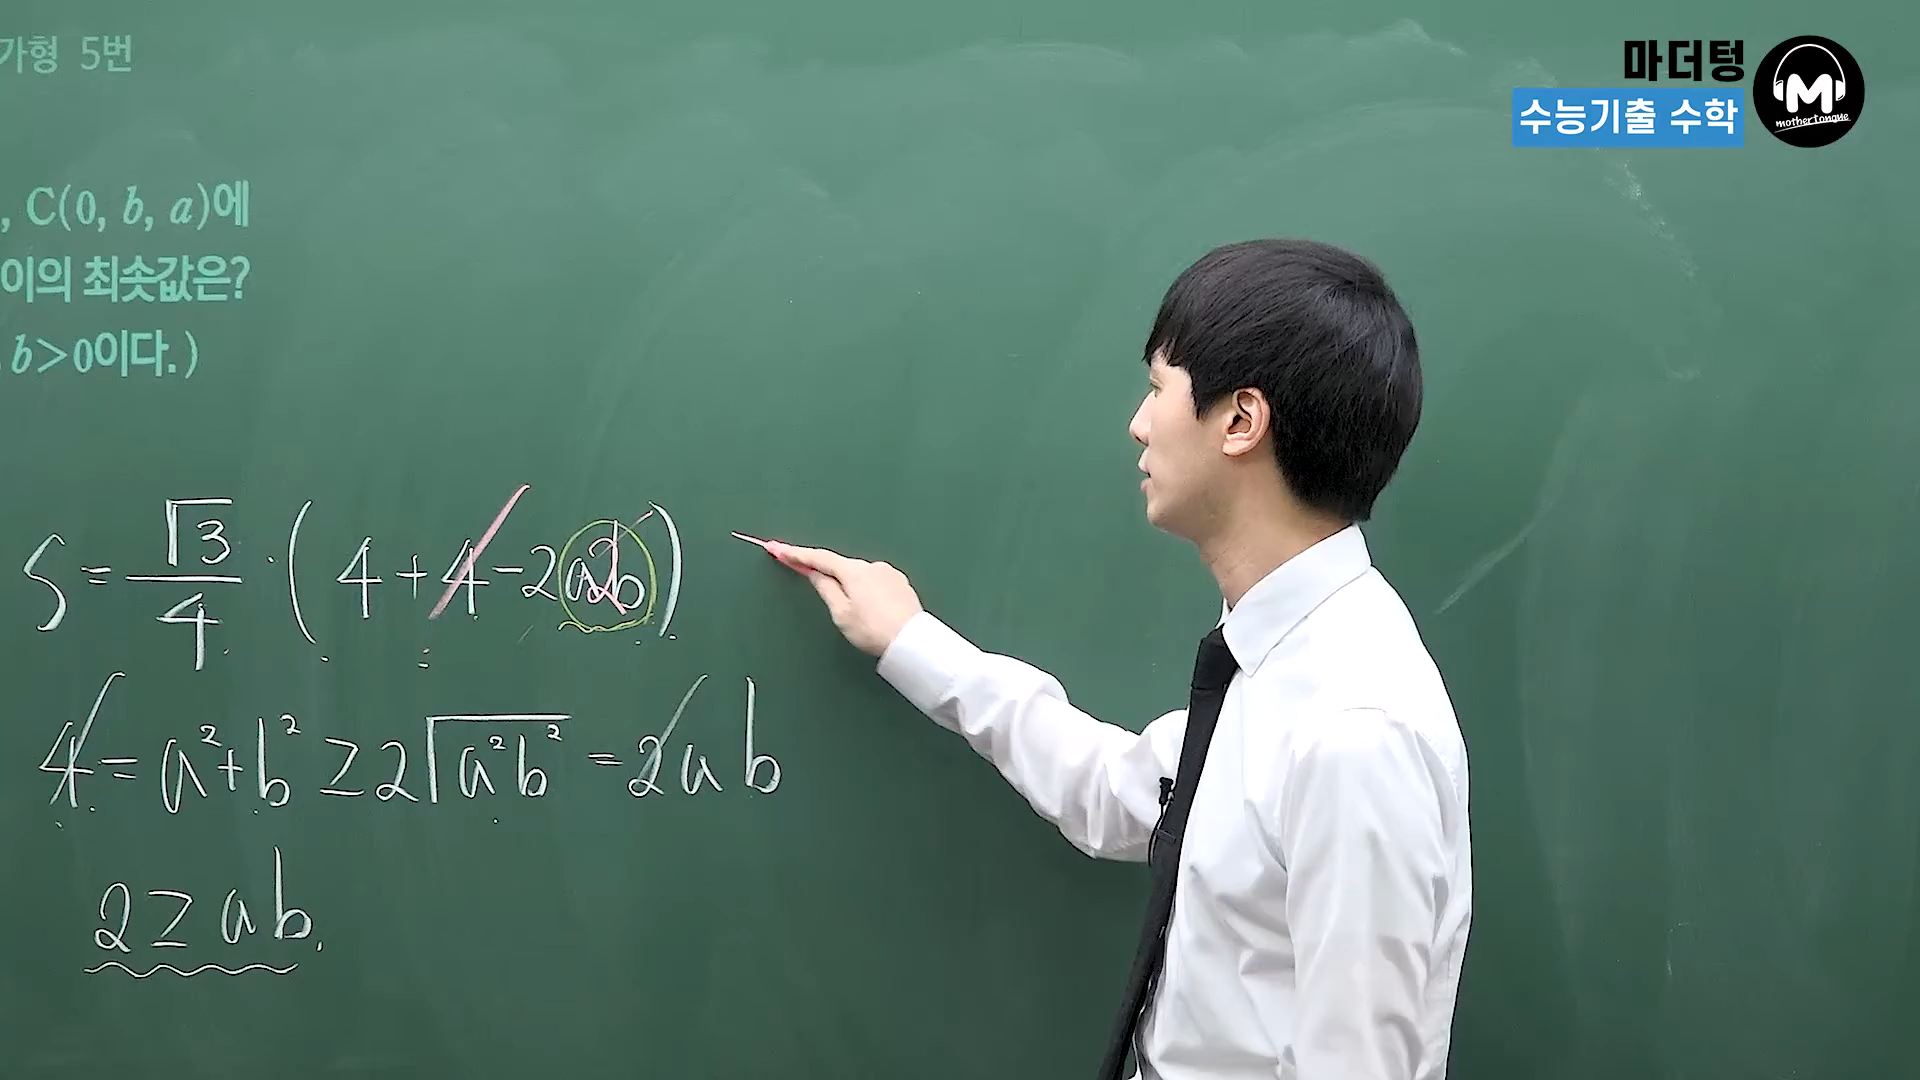 가형 5번
마더텅
수능기출 수학
M
mothertongue
, C(0, b, a)에
이의 최솟값은?
b>0이다.)
S = √3/4 · ( 4 + 4 - 2ab ) 2
4 = a² + b² ≥ 2√a²b² = 2ab
2 ≥ ab.